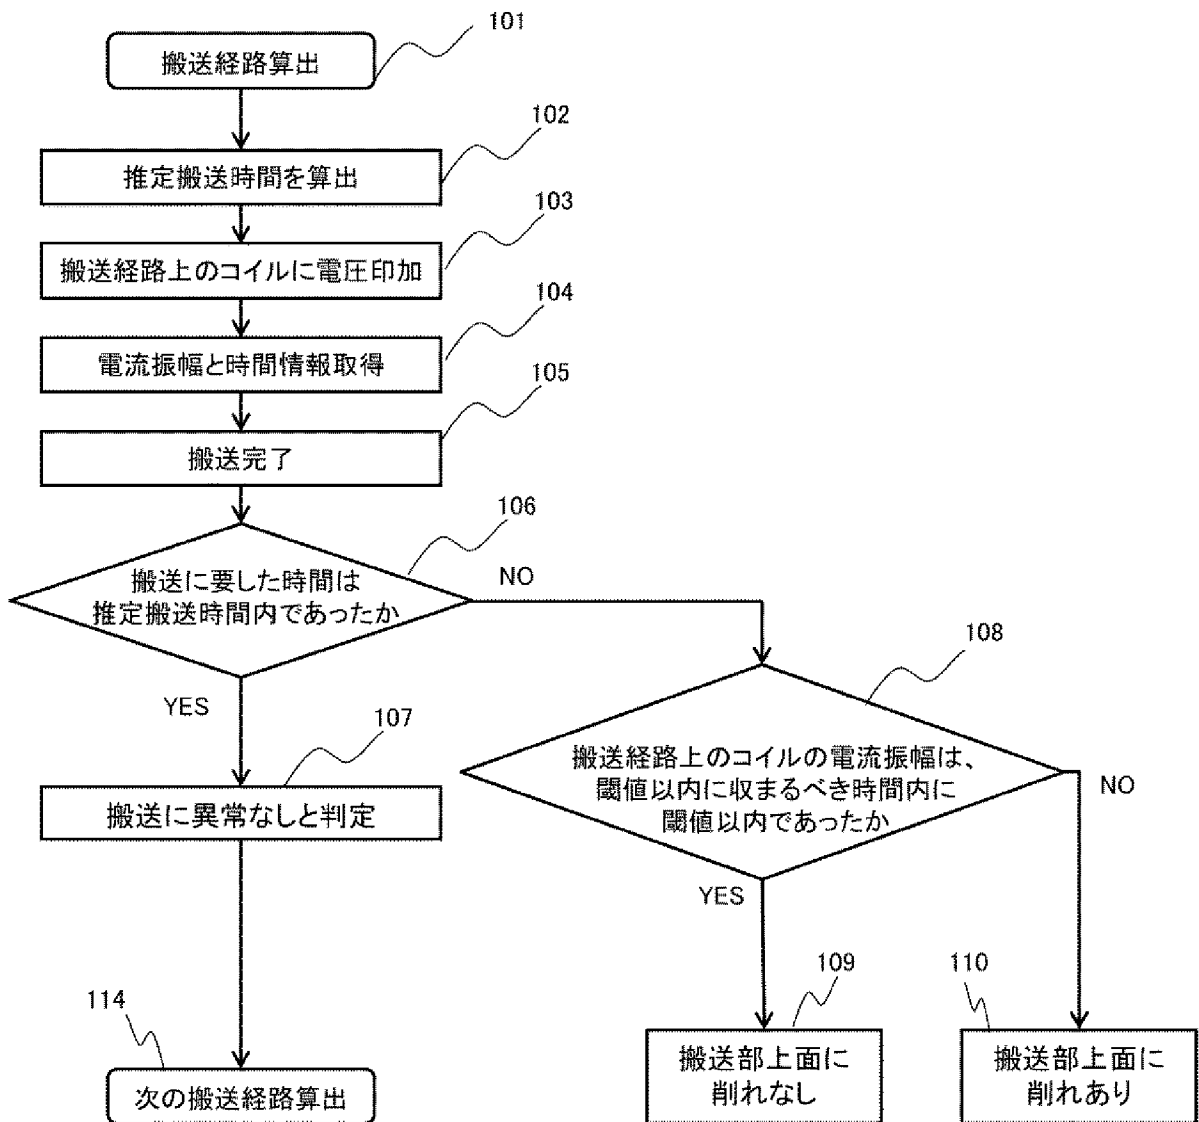 101
搬送経路算出
102
推定搬送時間を算出
103
搬送経路上のコイルに電圧印加
104
電流振幅と時間情報取得
105
搬送完了
106
搬送に要した時間は
推定搬送時間内であったか
NO
YES
107
搬送に異常なしと判定
108
搬送経路上のコイルの電流振幅は、
閾値以内に収まるべき時間内に
閾値以内であったか
NO
YES
109
搬送部上面に
削れなし
110
搬送部上面に
削れあり
114
次の搬送経路算出